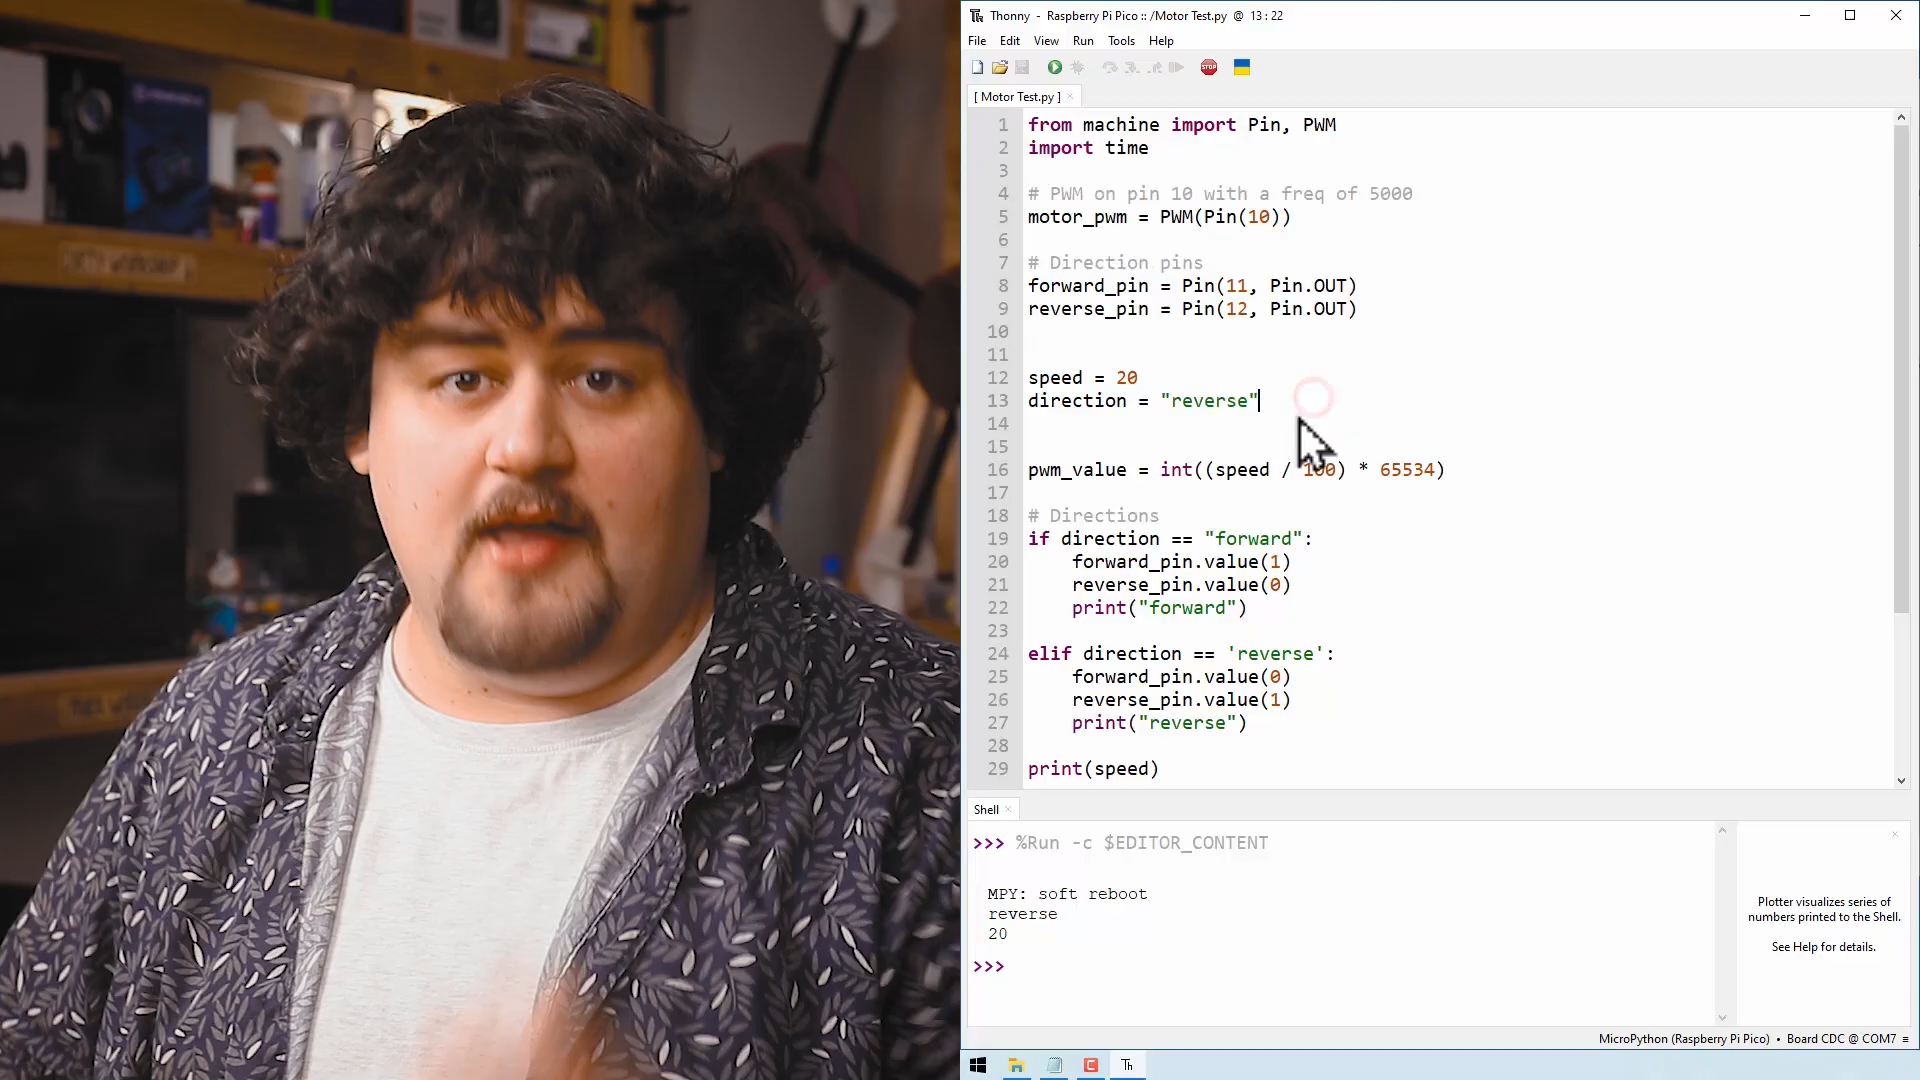 Thonny - Raspberry Pi Pico :: /Motor Test.py @ 13 : 22
File Edit View Run Tools Help
STOP
[ Motor Test.py ] ×
1 from machine import Pin, PWM
2 import time
3
4 # PWM on pin 10 with a freq of 5000
5 motor_pwm = PWM(Pin(10))
6
7 # Direction pins
8 forward_pin = Pin(11, Pin.OUT)
9 reverse_pin = Pin(12, Pin.OUT)
10
11
12 speed = 20
13 direction = "reverse"
14
15
16 pwm_value = int((speed / 100) * 65534)
17
18 # Directions
19 if direction == "forward":
20 forward_pin.value(1)
21 reverse_pin.value(0)
22 print("forward")
23
24 elif direction == 'reverse':
25 forward_pin.value(0)
26 reverse_pin.value(1)
27 print("reverse")
28
29 print(speed)
Shell ×
>>> %Run -c $EDITOR_CONTENT
MPY: soft reboot
reverse
20
>>>
Plotter visualizes series of
numbers printed to the Shell.
See Help for details.
MicroPython (Raspberry Pi Pico) • Board CDC @ COM7 ≡
Th